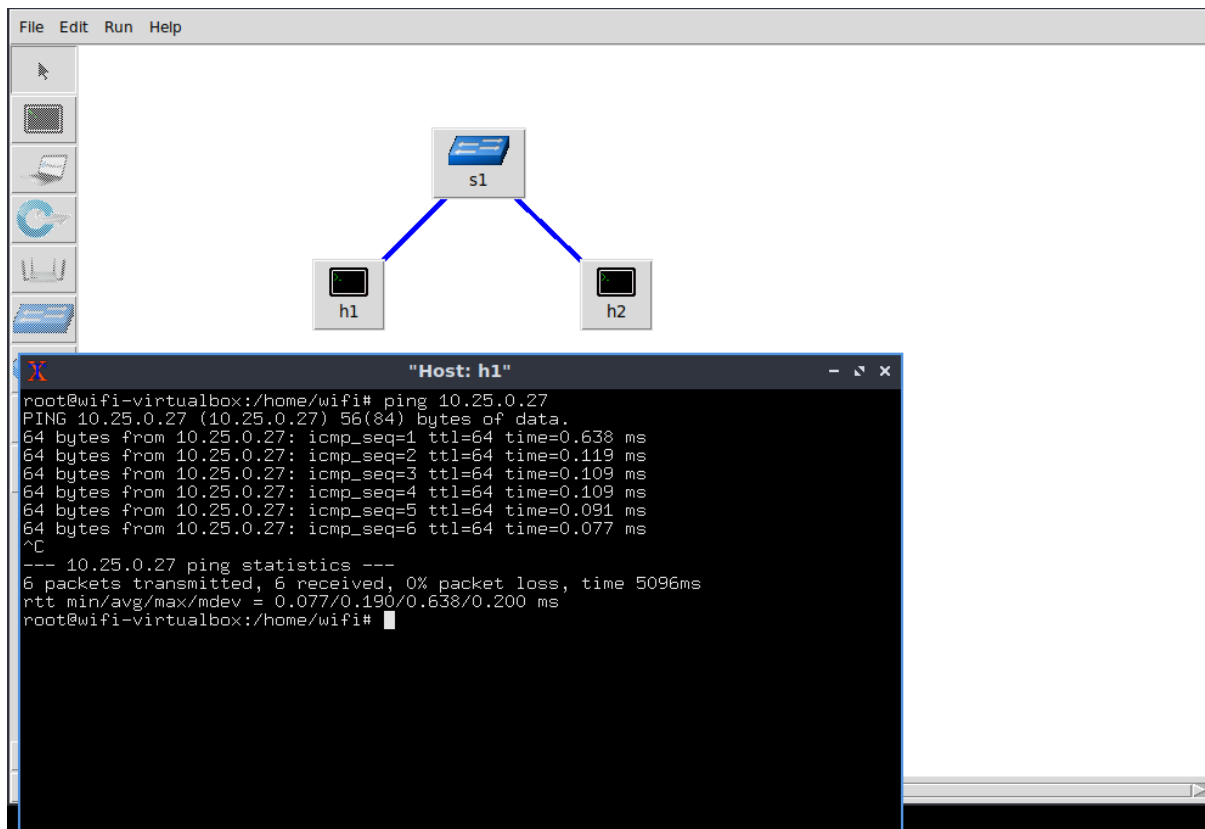 File Edit Run Help
s1
h1
h2
"Host: h1"
root@wifi-virtualbox:/home/wifi# ping 10.25.0.27
PING 10.25.0.27 (10.25.0.27) 56(84) bytes of data.
64 bytes from 10.25.0.27: icmp_seq=1 ttl=64 time=0.638 ms
64 bytes from 10.25.0.27: icmp_seq=2 ttl=64 time=0.119 ms
64 bytes from 10.25.0.27: icmp_seq=3 ttl=64 time=0.109 ms
64 bytes from 10.25.0.27: icmp_seq=4 ttl=64 time=0.109 ms
64 bytes from 10.25.0.27: icmp_seq=5 ttl=64 time=0.091 ms
64 bytes from 10.25.0.27: icmp_seq=6 ttl=64 time=0.077 ms
^C
--- 10.25.0.27 ping statistics ---
6 packets transmitted, 6 received, 0% packet loss, time 5096ms
rtt min/avg/max/mdev = 0.077/0.190/0.638/0.200 ms
root@wifi-virtualbox:/home/wifi#